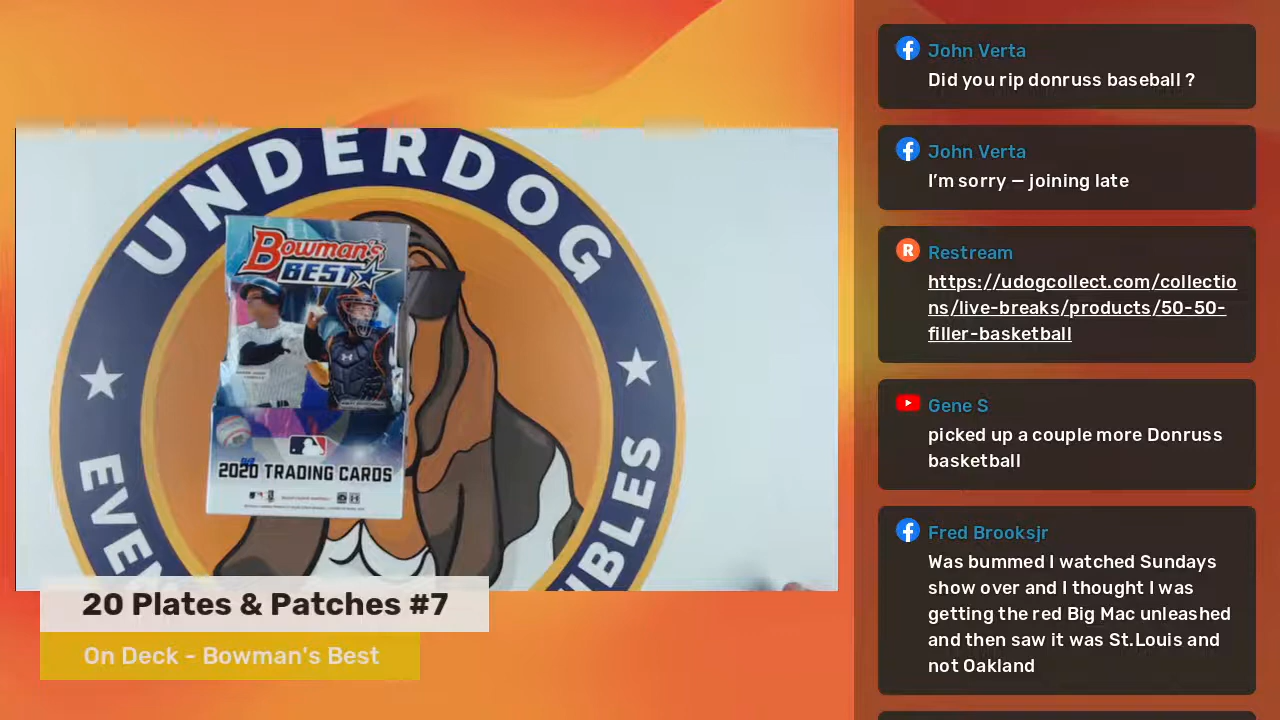 UNDERDOG
Bowman's
BEST
2020 TRADING CARDS
EVE
IBLES
20 Plates & Patches #7
On Deck - Bowman's Best
John Verta
Did you rip donruss baseball ?
John Verta
I’m sorry — joining late
Restream
https://udogcollect.com/collectio
ns/live-breaks/products/50-50-
filler-basketball
Gene S
picked up a couple more Donruss
basketball
Fred Brooksjr
Was bummed I watched Sundays
show over and I thought I was
getting the red Big Mac unleashed
and then saw it was St.Louis and
not Oakland